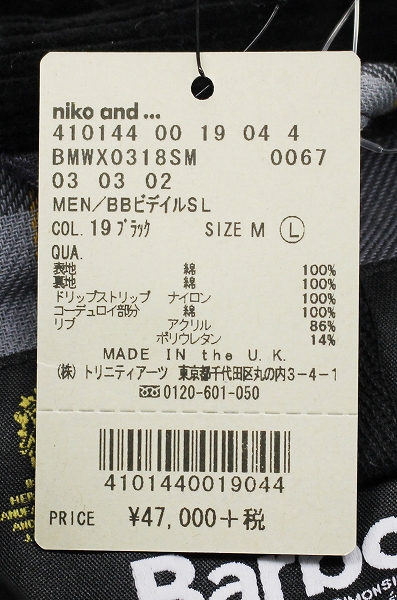 niko and ...
410144 00 19 04 4
BMWX0318SM 0067
03 03 02
MEN／BBビデイルSL
COL. 19 ブラック SIZE M L
QUA.
表地 綿 100%
裏地 綿 100%
ドリップストリップ ナイロン 100%
コーデュロイ部分 綿 100%
リブ アクリル 86%
ポリウレタン 14%
MADE IN the U. K.
(株) トリニティアーツ 東京都千代田区丸の内3-4-1
0120-601-050
4101440019044
PRICE ¥47,000+税
Barbo